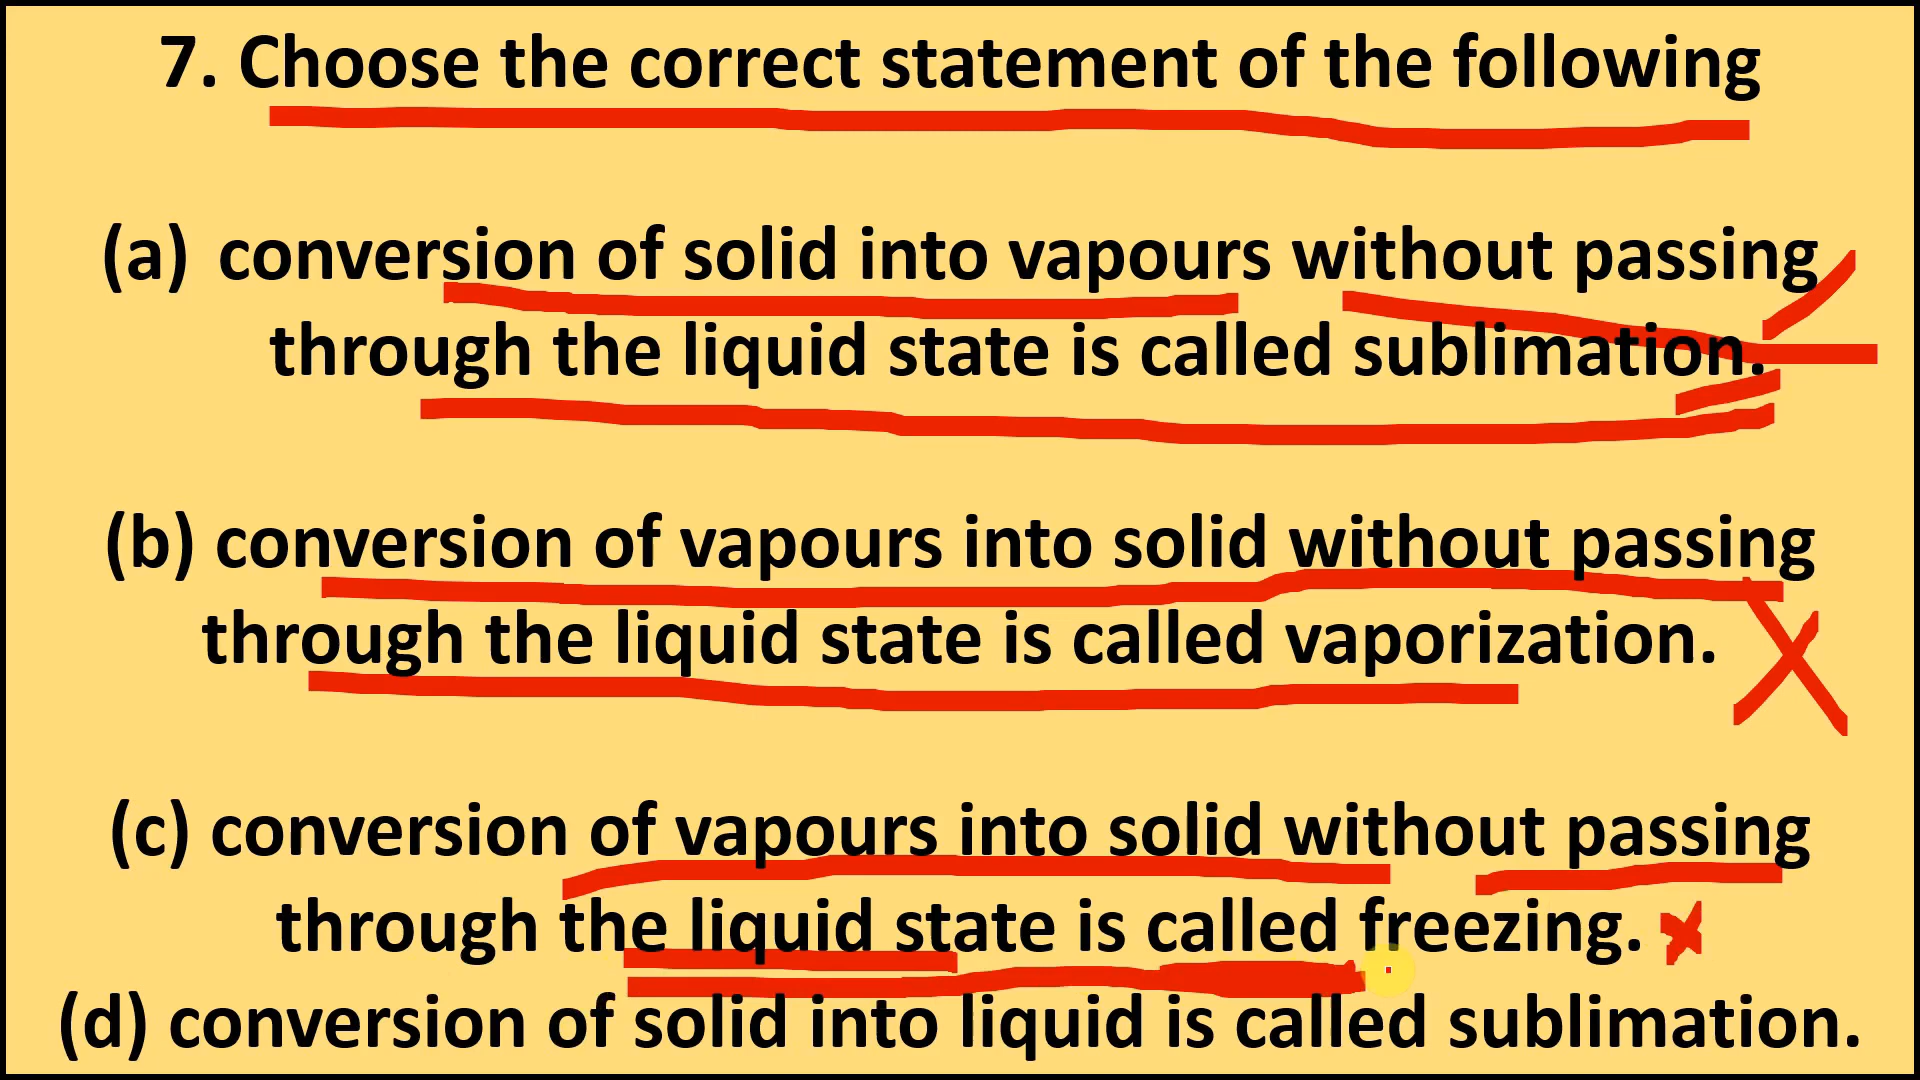 7. Choose the correct statement of the following
(a) conversion of solid into vapours without passing
through the liquid state is called sublimation.
(b) conversion of vapours into solid without passing
through the liquid state is called vaporization.
(c) conversion of vapours into solid without passing
through the liquid state is called freezing.
(d) conversion of solid into liquid is called sublimation.